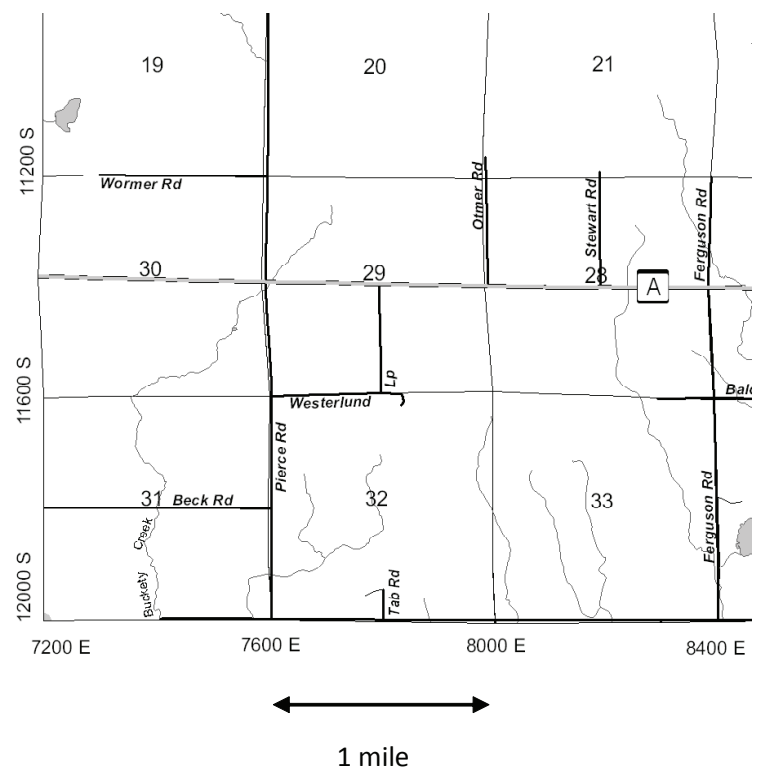 19
20
21
11200 S
Wormer Rd
Otmer Rd
Stewart Rd
Ferguson Rd
30
29
28
A
11600 S
Westerlund
Lp
Bald
Pierce Rd
31
Beck Rd
32
33
Ferguson Rd
Buckety Creek
Tab Rd
12000 S
7200 E
7600 E
8000 E
8400 E
1 mile